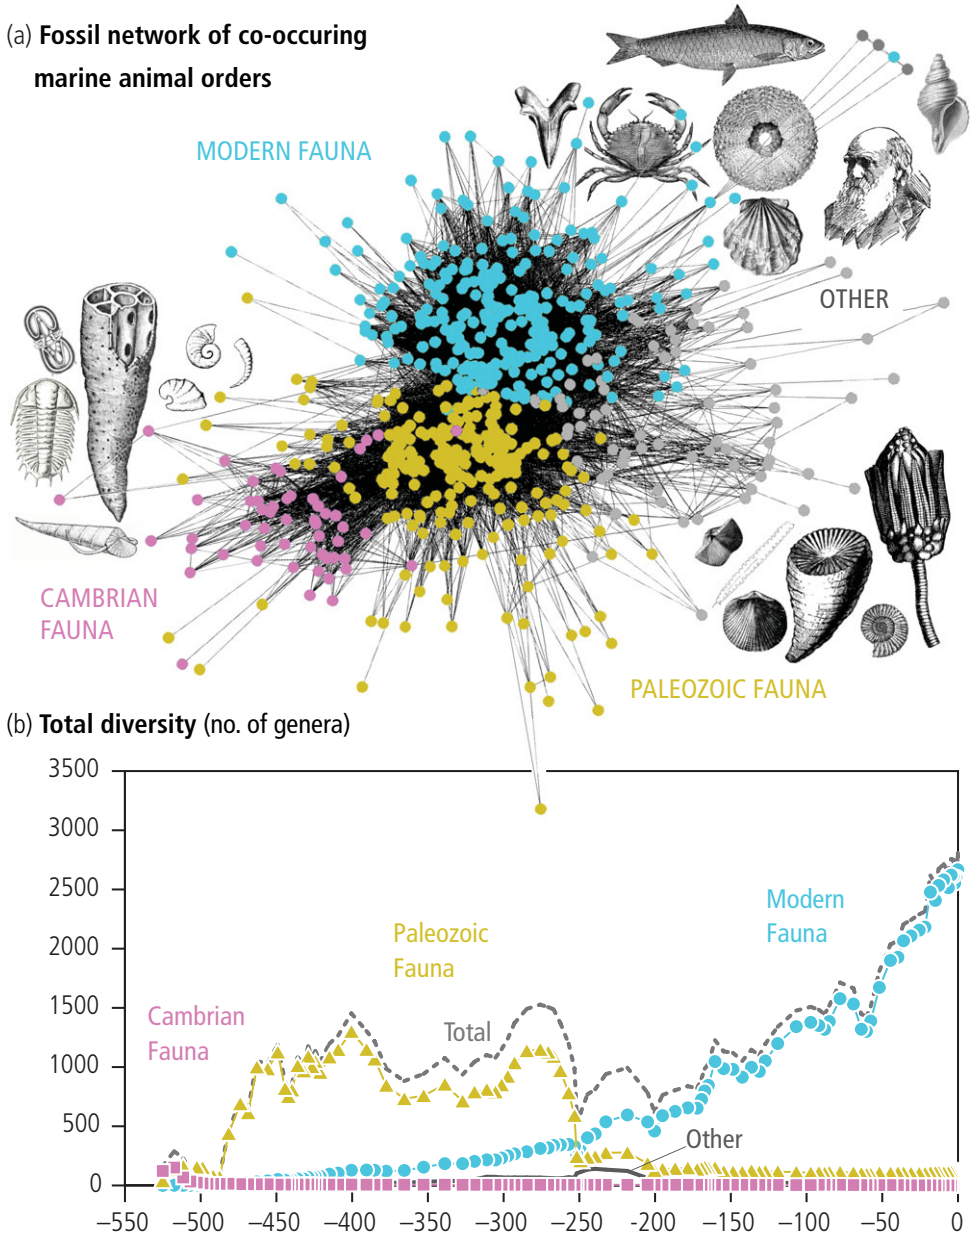 (a) Fossil network of co-occuring
marine animal orders
MODERN FAUNA
OTHER
CAMBRIAN
FAUNA
PALEOZOIC FAUNA
(b) Total diversity (no. of genera)
3500
3000
2500
2000
1500
1000
500
0
Modern
Fauna
Paleozoic
Fauna
Cambrian
Fauna
Total
Other
−550 −500 −450 −400 −350 −300 −250 −200 −150 −100 −50 0